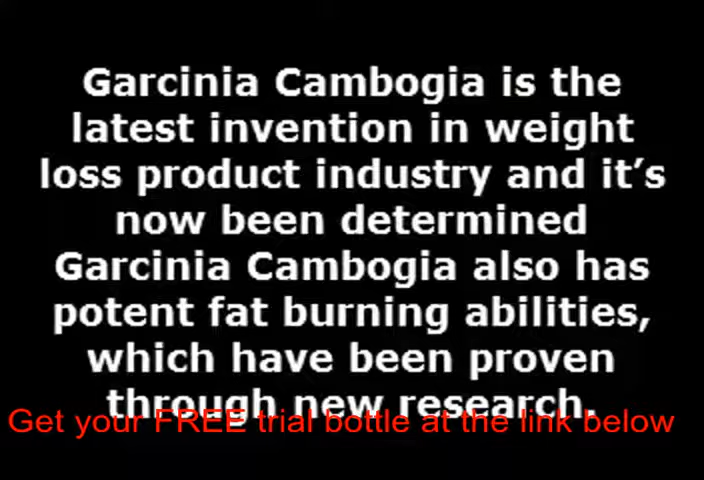 Garcinia Cambogia is the
latest invention in weight
loss product industry and it’s
now been determined
Garcinia Cambogia also has
potent fat burning abilities,
which have been proven
through new research.
Get your FREE trial bottle at the link below